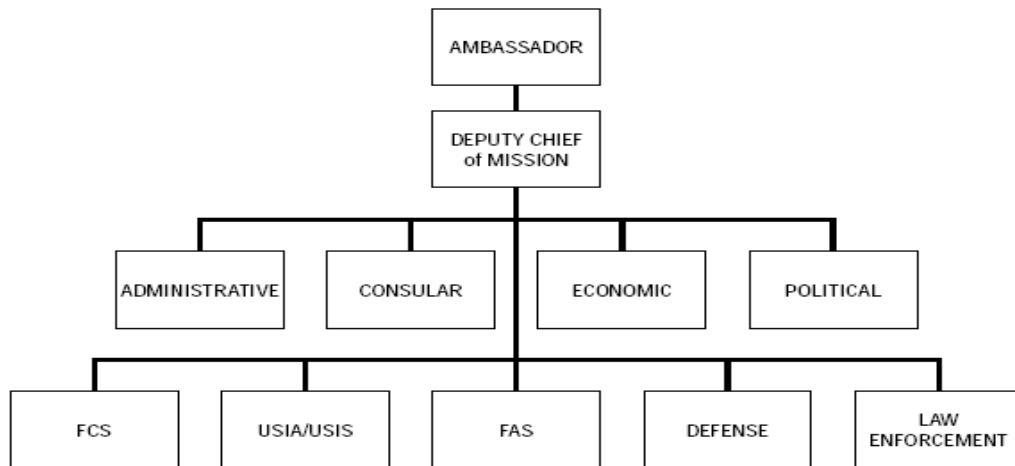 AMBASSADOR
DEPUTY CHIEF
of MISSION
ADMINISTRATIVE
CONSULAR
ECONOMIC
POLITICAL
FCS
USIA/USIS
FAS
DEFENSE
LAW
ENFORCEMENT